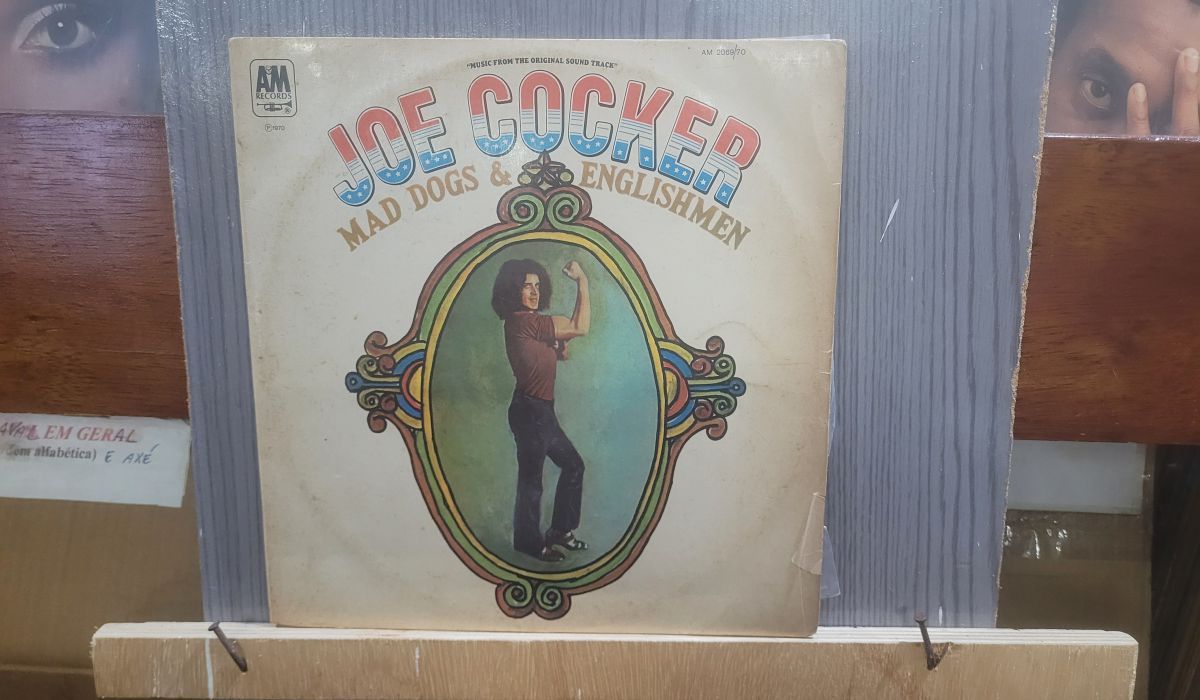 AM 2069/70
"MUSIC FROM THE ORIGINAL SOUND TRACK"
A&M
RECORDS
®
℗1970
JOE COCKER
MAD DOGS & ENGLISHMEN
EM GERAL
alfabética) E AXÉ